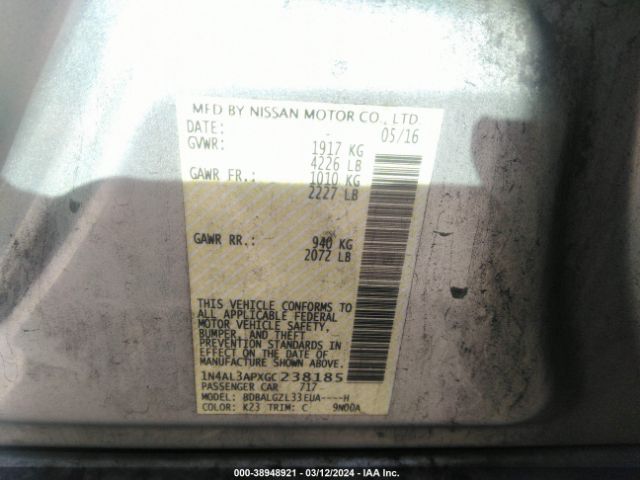 MFD BY NISSAN MOTOR CO., LTD.
DATE: 05/16
GVWR: 1917 KG
4226 LB
GAWR FR.: 1010 KG
2227 LB
GAWR RR.: 940 KG
2072 LB
THIS VEHICLE CONFORMS TO
ALL APPLICABLE FEDERAL
MOTOR VEHICLE SAFETY,
BUMPER, AND THEFT
PREVENTION STANDARDS
IN EFFECT ON THE DATE OF
MANUFACTURE SHOWN ABOVE.
1N4AL3APXGC238185
PASSENGER CAR 717
MODEL: BDBALGZL33EUA----H
COLOR: K23 TRIM: C 9N00A
000-38948921 - 03/12/2024 - IAA Inc.